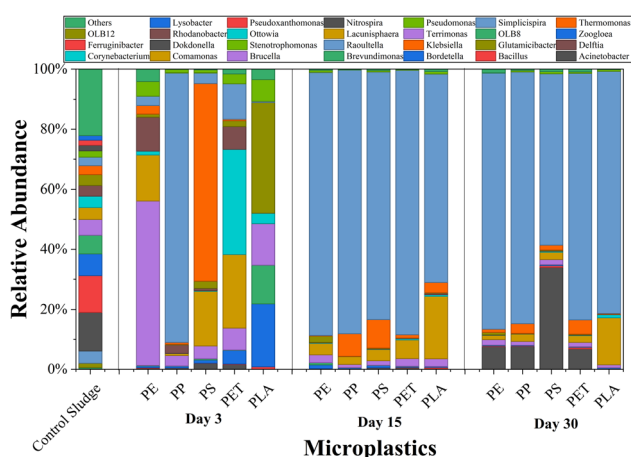 Others Lysobacter Pseudoxanthomonas Nitrospira Pseudomonas Simplicispira Thermomonas
OLB12 Rhodanobacter Ottowia Lacunisphaera Terrimonas OLB8 Zoogloea
Ferruginibacter Dokdonella Stenotrophomonas Raoultella Klebsiella Glutamicibacter Delftia
Corynebacterium Comamonas Brucella Brevundimonas Bordetella Bacillus Acinetobacter
100%
80%
60%
40%
20%
0%
Relative Abundance
Control Sludge PE PP PS PET PLA PE PP PS PET PLA PE PP PS PET PLA
Day 3 Day 15 Day 30
Microplastics